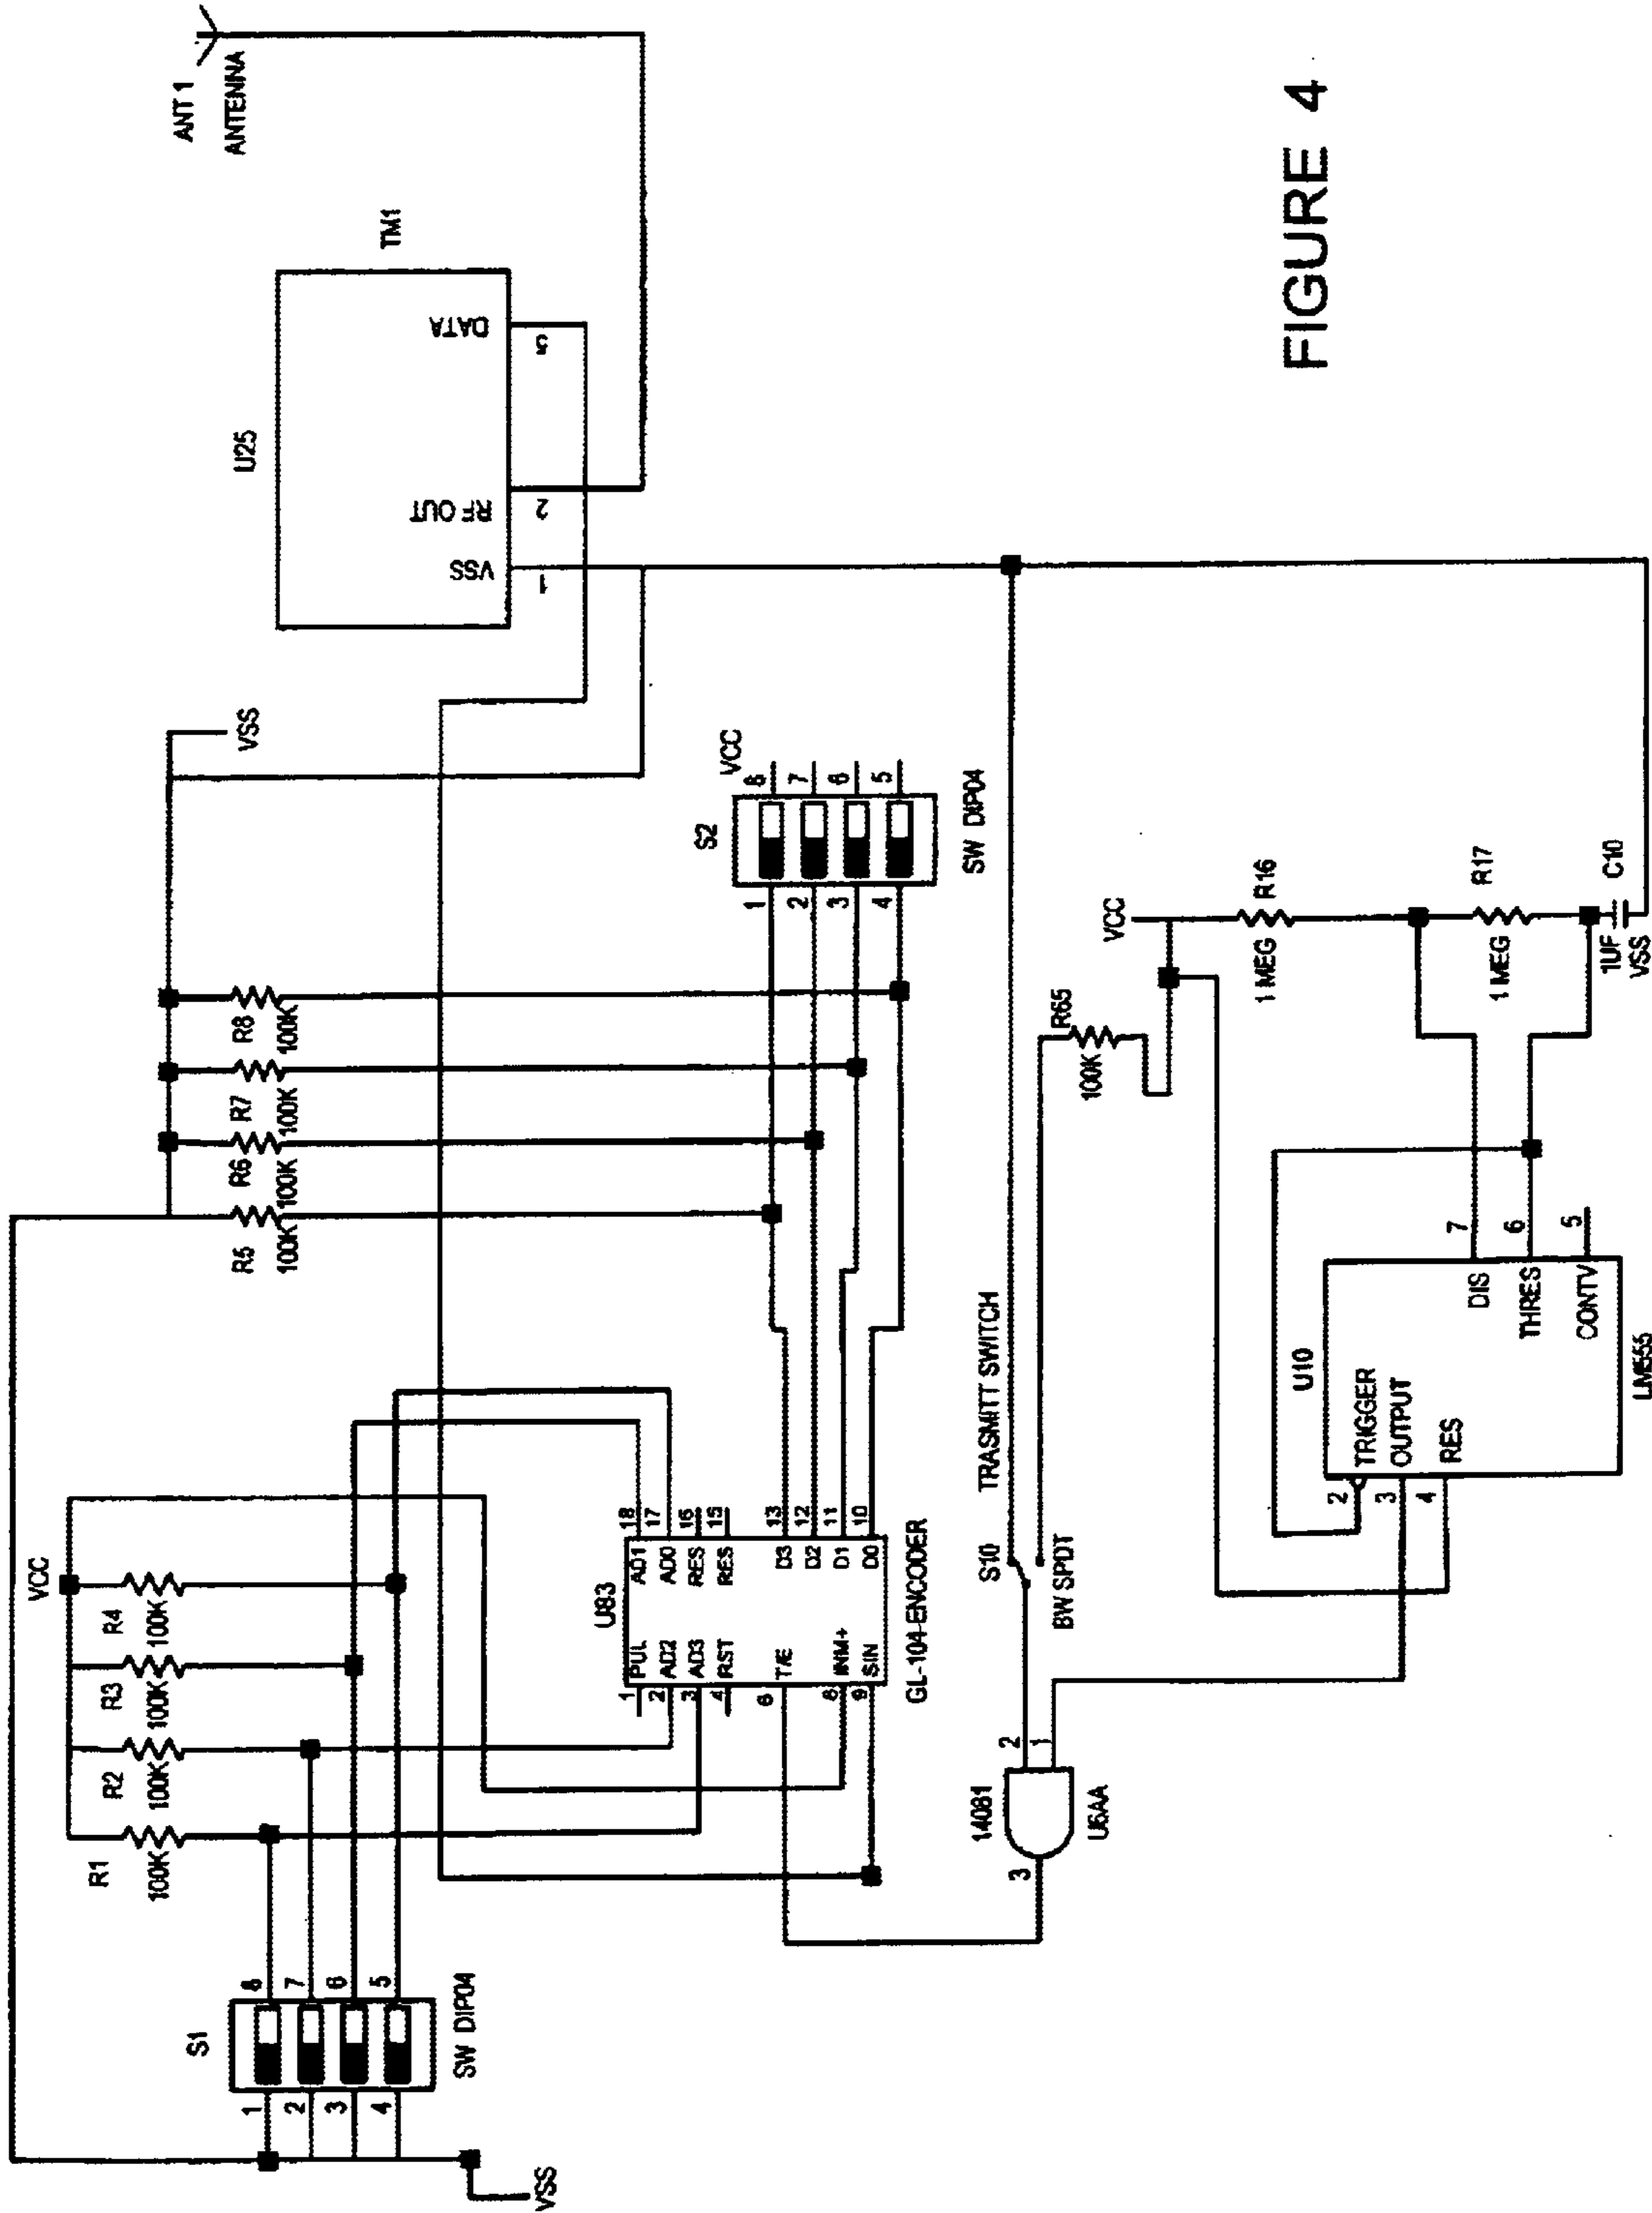 ANT 1
ANTENNA
TM1
U25
DATA
5
RF OUT
2
VSS
1
VSS
VCC
S2
8
7
6
5
1
2
3
4
SW DIP04
R8
100K
R7
100K
R6
100K
R5
100K
VCC
R4
100K
R3
100K
R2
100K
R1
100K
S1
8
7
6
5
1
2
3
4
SW DIP04
VSS
U83
18 AD1
17 AD0
16 RES
15 RES
13 D3
12 D2
11 D1
10 D0
1 PUL
2 AD2
3 AD3
4 RST
6 T/E
8 INM+
9 SIN
GL-104-ENCODER
TRASMITT SWITCH
S10
BW SPDT
R65
100K
VCC
R16
1 MEG
R17
1 MEG
C10
1UF
VSS
14081
2
1
3
U6AA
U10
2 TRIGGER
3 OUTPUT
4 RES
7 DIS
6 THRES
5 CONTV
LM555
FIGURE 4